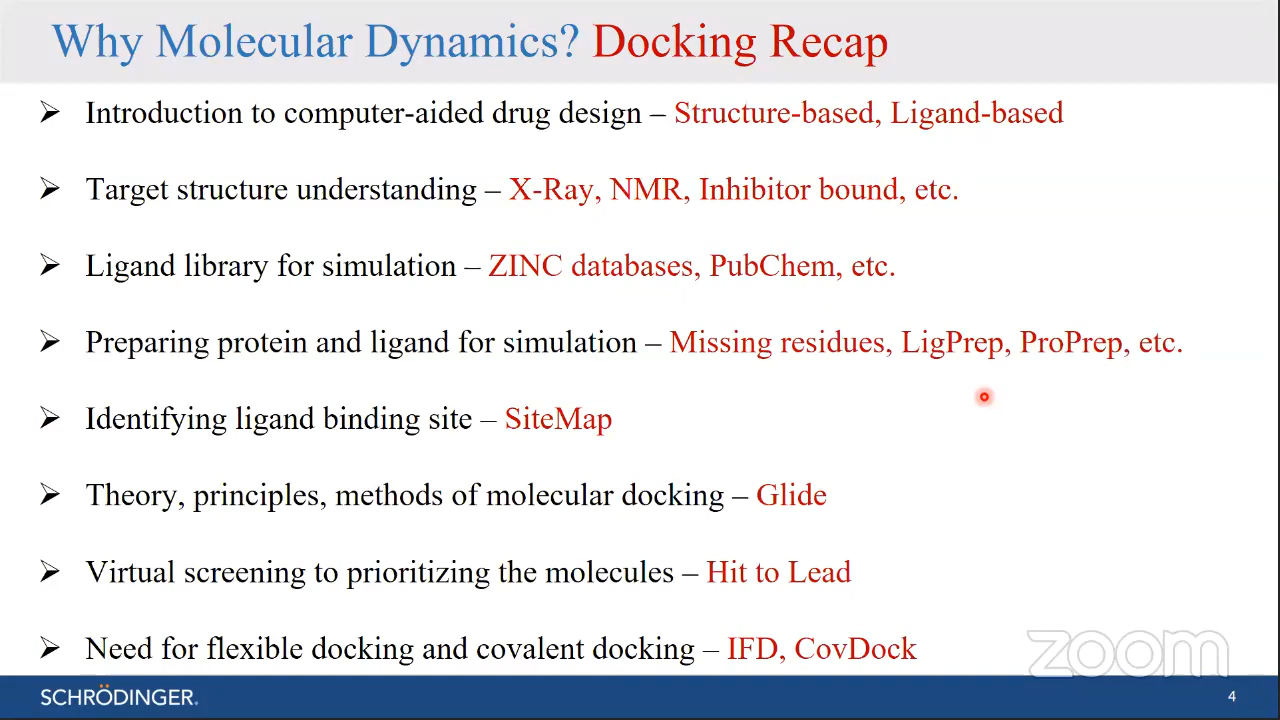 Why Molecular Dynamics? Docking Recap
➢ Introduction to computer-aided drug design – Structure-based, Ligand-based
➢ Target structure understanding – X-Ray, NMR, Inhibitor bound, etc.
➢ Ligand library for simulation – ZINC databases, PubChem, etc.
➢ Preparing protein and ligand for simulation – Missing residues, LigPrep, ProPrep, etc.
➢ Identifying ligand binding site – SiteMap
➢ Theory, principles, methods of molecular docking – Glide
➢ Virtual screening to prioritizing the molecules – Hit to Lead
➢ Need for flexible docking and covalent docking – IFD, CovDock
zoom
SCHRÖDINGER.
4